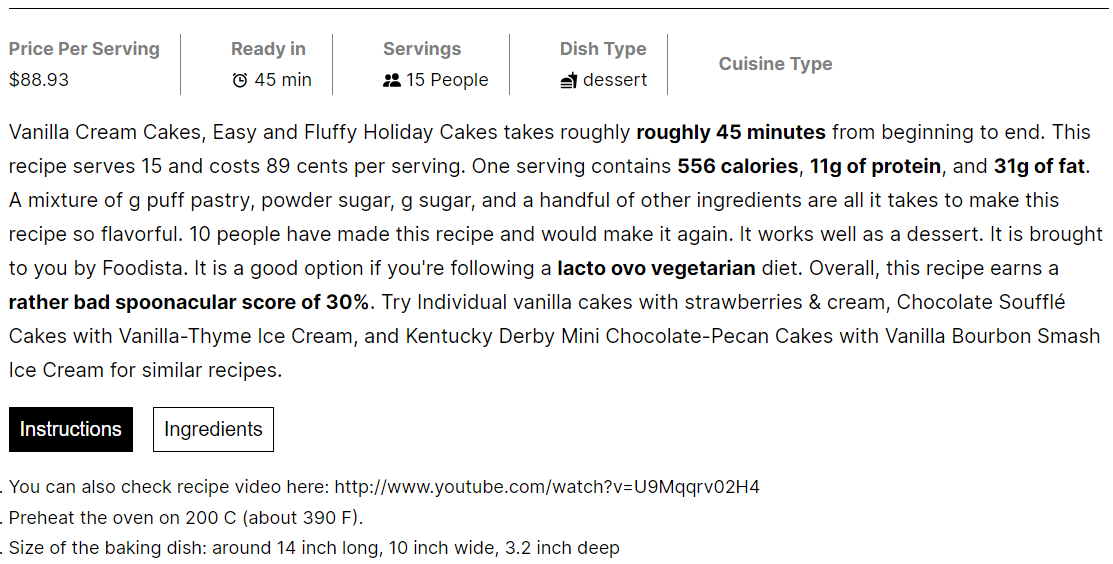 Price Per Serving
$88.93
Ready in
45 min
Servings
15 People
Dish Type
dessert
Cuisine Type
Vanilla Cream Cakes, Easy and Fluffy Holiday Cakes takes roughly roughly 45 minutes from beginning to end. This
recipe serves 15 and costs 89 cents per serving. One serving contains 556 calories, 11g of protein, and 31g of fat.
A mixture of g puff pastry, powder sugar, g sugar, and a handful of other ingredients are all it takes to make this
recipe so flavorful. 10 people have made this recipe and would make it again. It works well as a dessert. It is brought
to you by Foodista. It is a good option if you're following a lacto ovo vegetarian diet. Overall, this recipe earns a
rather bad spoonacular score of 30%. Try Individual vanilla cakes with strawberries & cream, Chocolate Soufflé
Cakes with Vanilla-Thyme Ice Cream, and Kentucky Derby Mini Chocolate-Pecan Cakes with Vanilla Bourbon Smash
Ice Cream for similar recipes.
Instructions
Ingredients
. You can also check recipe video here: http://www.youtube.com/watch?v=U9Mqqrv02H4
. Preheat the oven on 200 C (about 390 F).
. Size of the baking dish: around 14 inch long, 10 inch wide, 3.2 inch deep